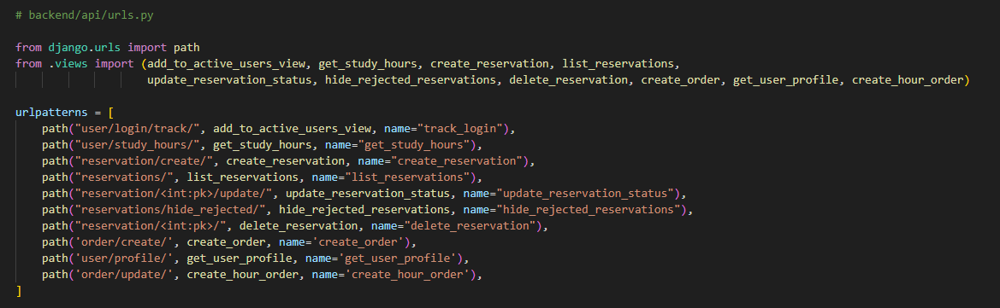 # backend/api/urls.py
from django.urls import path
from .views import (add_to_active_users_view, get_study_hours, create_reservation, list_reservations,
update_reservation_status, hide_rejected_reservations, delete_reservation, create_order, get_user_profile, create_hour_order)
urlpatterns = [
path("user/login/track/", add_to_active_users_view, name="track_login"),
path("user/study_hours/", get_study_hours, name="get_study_hours"),
path("reservation/create/", create_reservation, name="create_reservation"),
path("reservations/", list_reservations, name="list_reservations"),
path("reservation/<int:pk>/update/", update_reservation_status, name="update_reservation_status"),
path("reservations/hide_rejected/", hide_rejected_reservations, name="hide_rejected_reservations"),
path("reservation/<int:pk>/", delete_reservation, name="delete_reservation"),
path('order/create/', create_order, name='create_order'),
path('user/profile/', get_user_profile, name='get_user_profile'),
path('order/update/', create_hour_order, name='create_hour_order'),
]